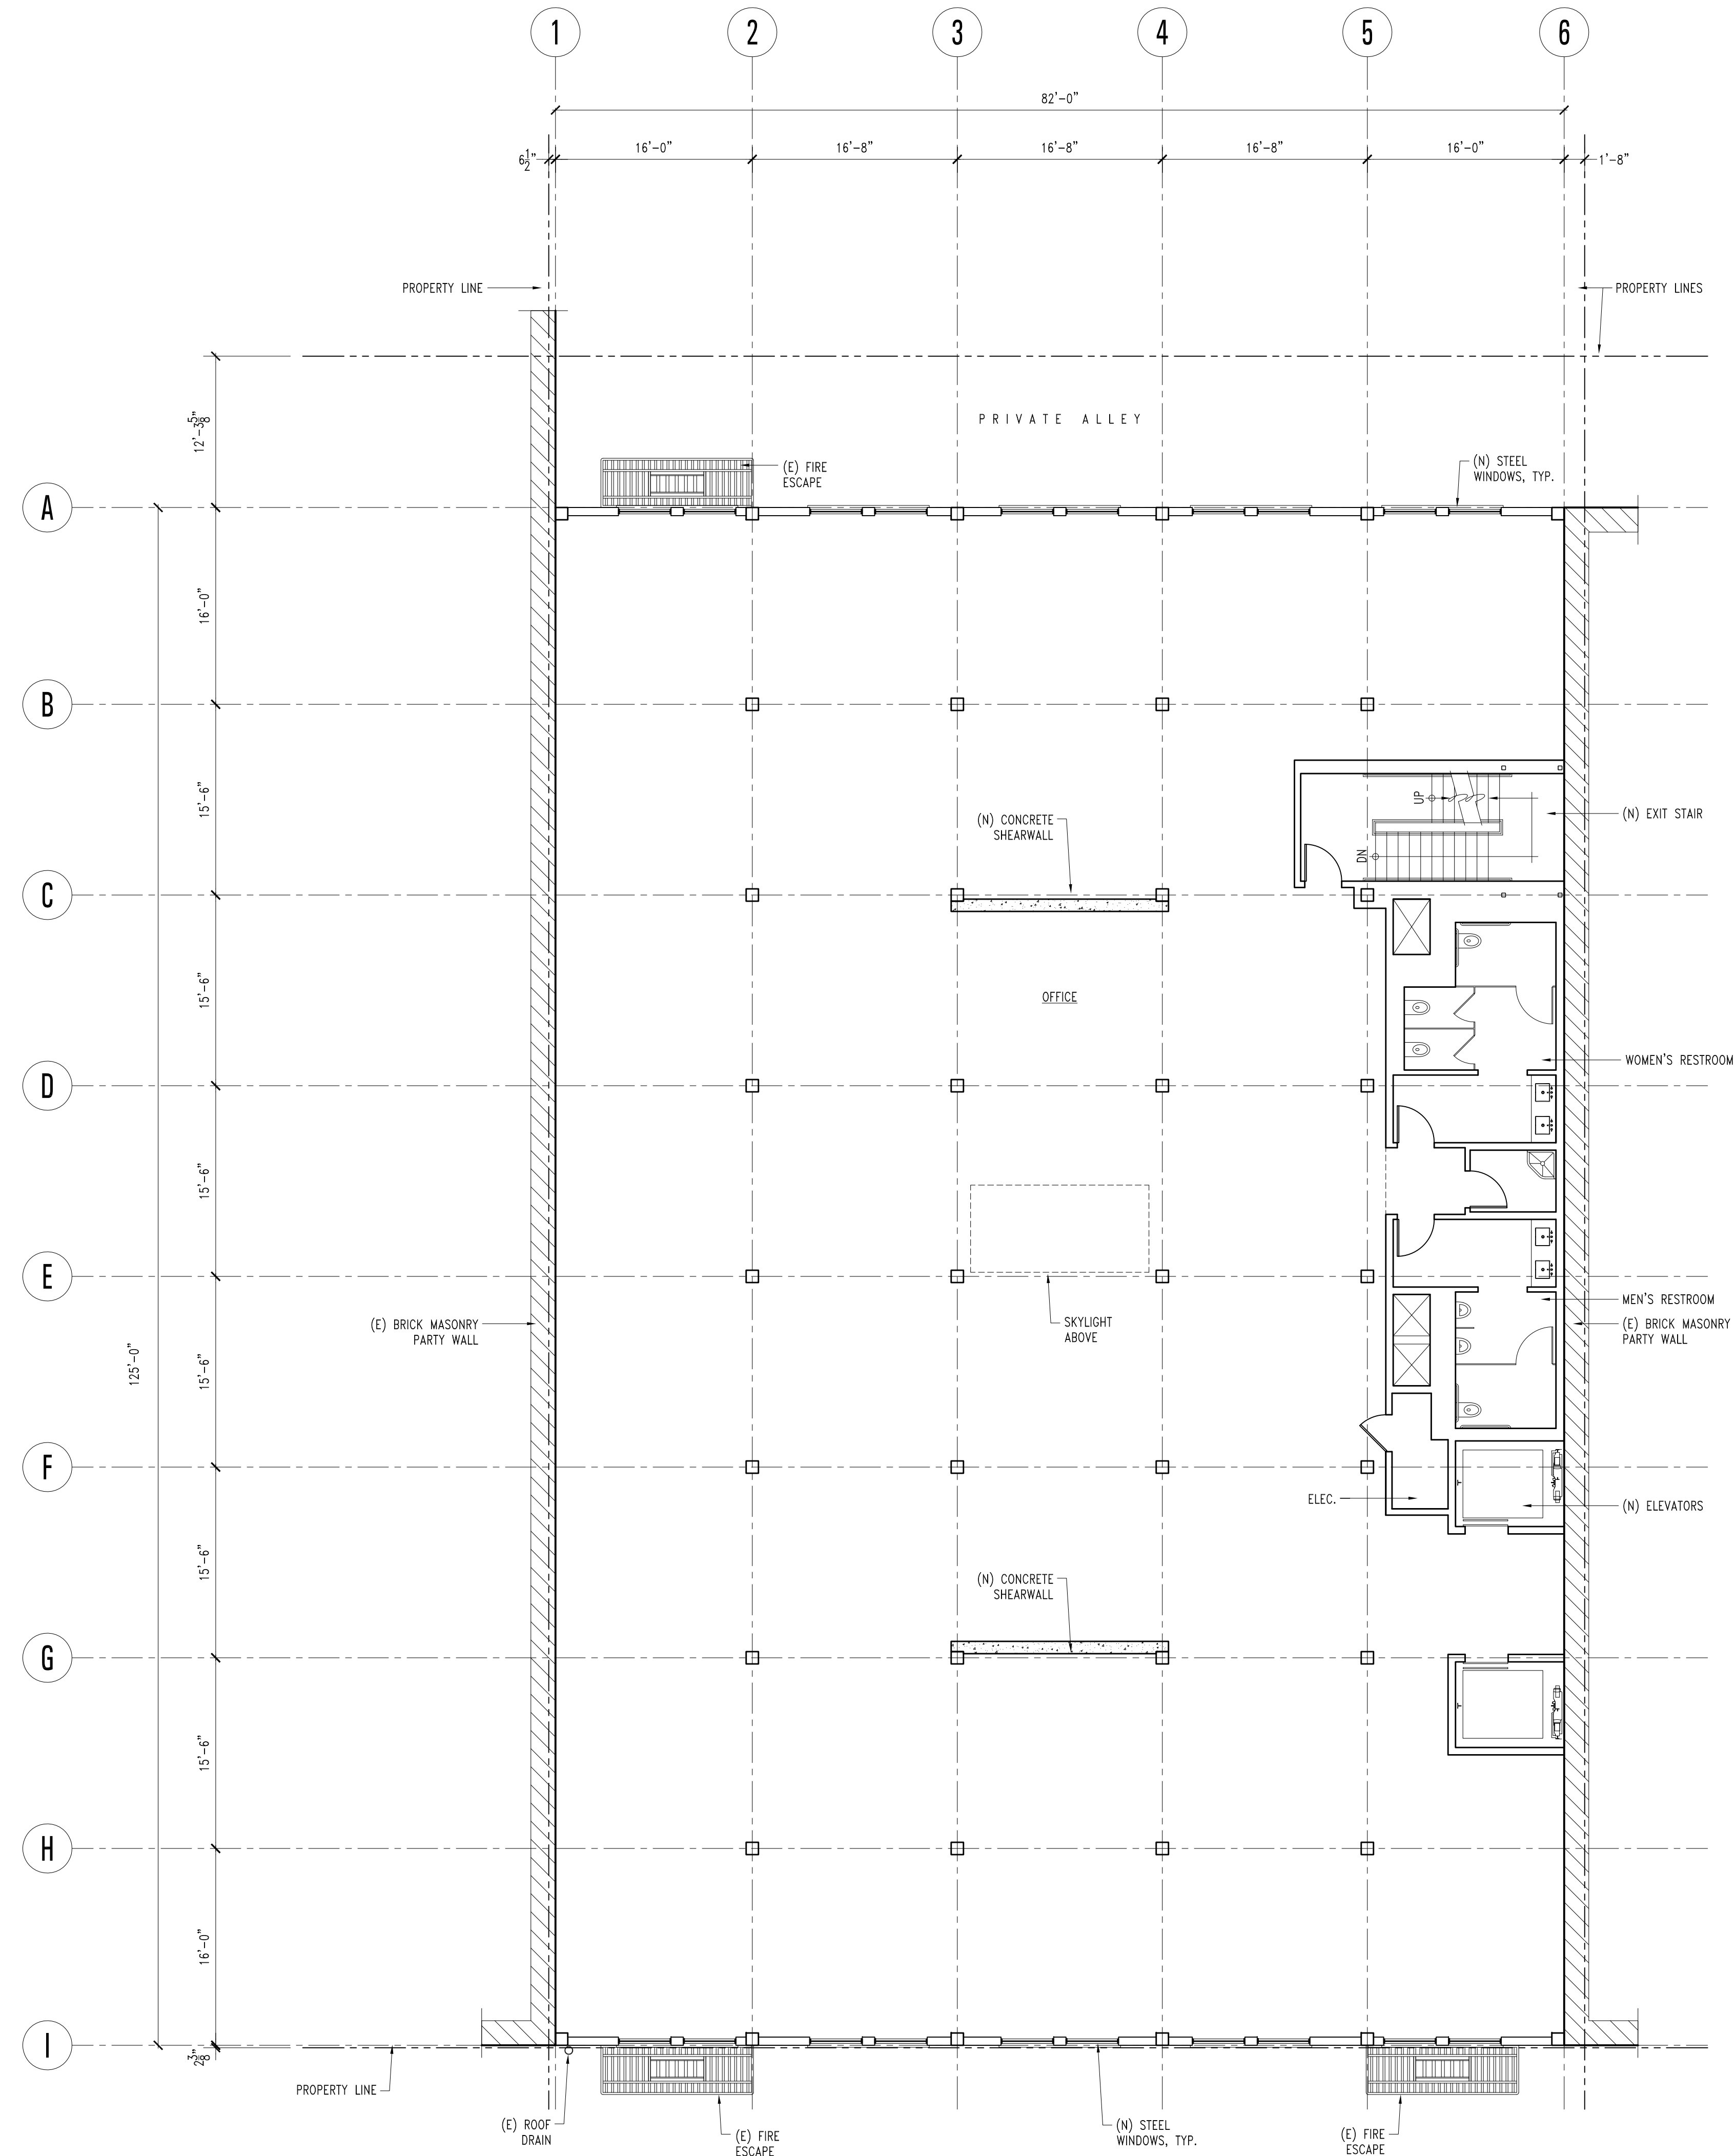 1 2 3 4 5 6
82'-0"
6½" 16'-0" 16'-8" 16'-8" 16'-8" 16'-0" 1'-8"
PROPERTY LINE
PROPERTY LINES
12'-3⅝"
PRIVATE ALLEY
(E) FIRE
ESCAPE
(N) STEEL
WINDOWS, TYP.
A
16'-0"
B
15'-6"
UP
DN
(N) EXIT STAIR
(N) CONCRETE
SHEARWALL
C
15'-6"
OFFICE
WOMEN'S RESTROOM
D
15'-6"
E
SKYLIGHT
ABOVE
MEN'S RESTROOM
(E) BRICK MASONRY
PARTY WALL
(E) BRICK MASONRY
PARTY WALL
125'-0"
15'-6"
F
ELEC.
(N) ELEVATORS
15'-6"
(N) CONCRETE
SHEARWALL
G
15'-6"
H
16'-0"
I
2⅜"
PROPERTY LINE
(E) ROOF
DRAIN
(E) FIRE
ESCAPE
(N) STEEL
WINDOWS, TYP.
(E) FIRE
ESCAPE